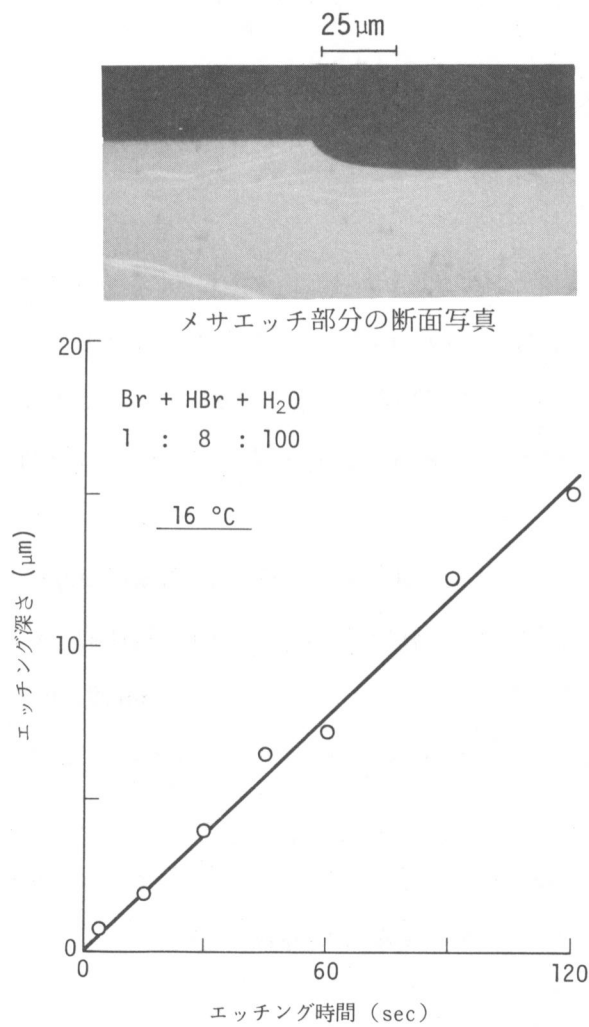 25μm
メサエッチ部分の断面写真
20
Br + HBr + H₂O
1 : 8 : 100
16 °C
エッチング深さ (μm)
10
0
0 60 120
エッチング時間 (sec)